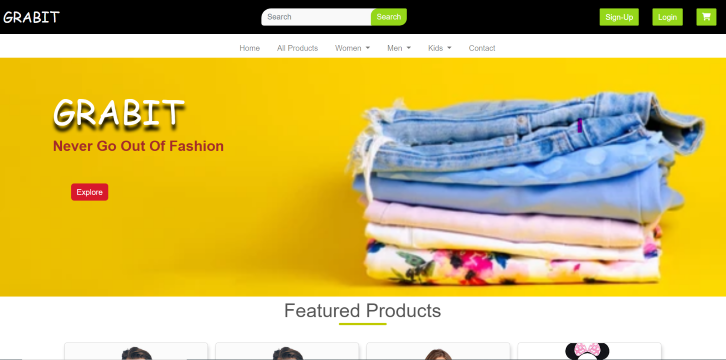 GRABIT
Search Search
Sign-Up Login
Home All Products Women Men Kids Contact
GRABIT
Never Go Out Of Fashion
Explore
Featured Products